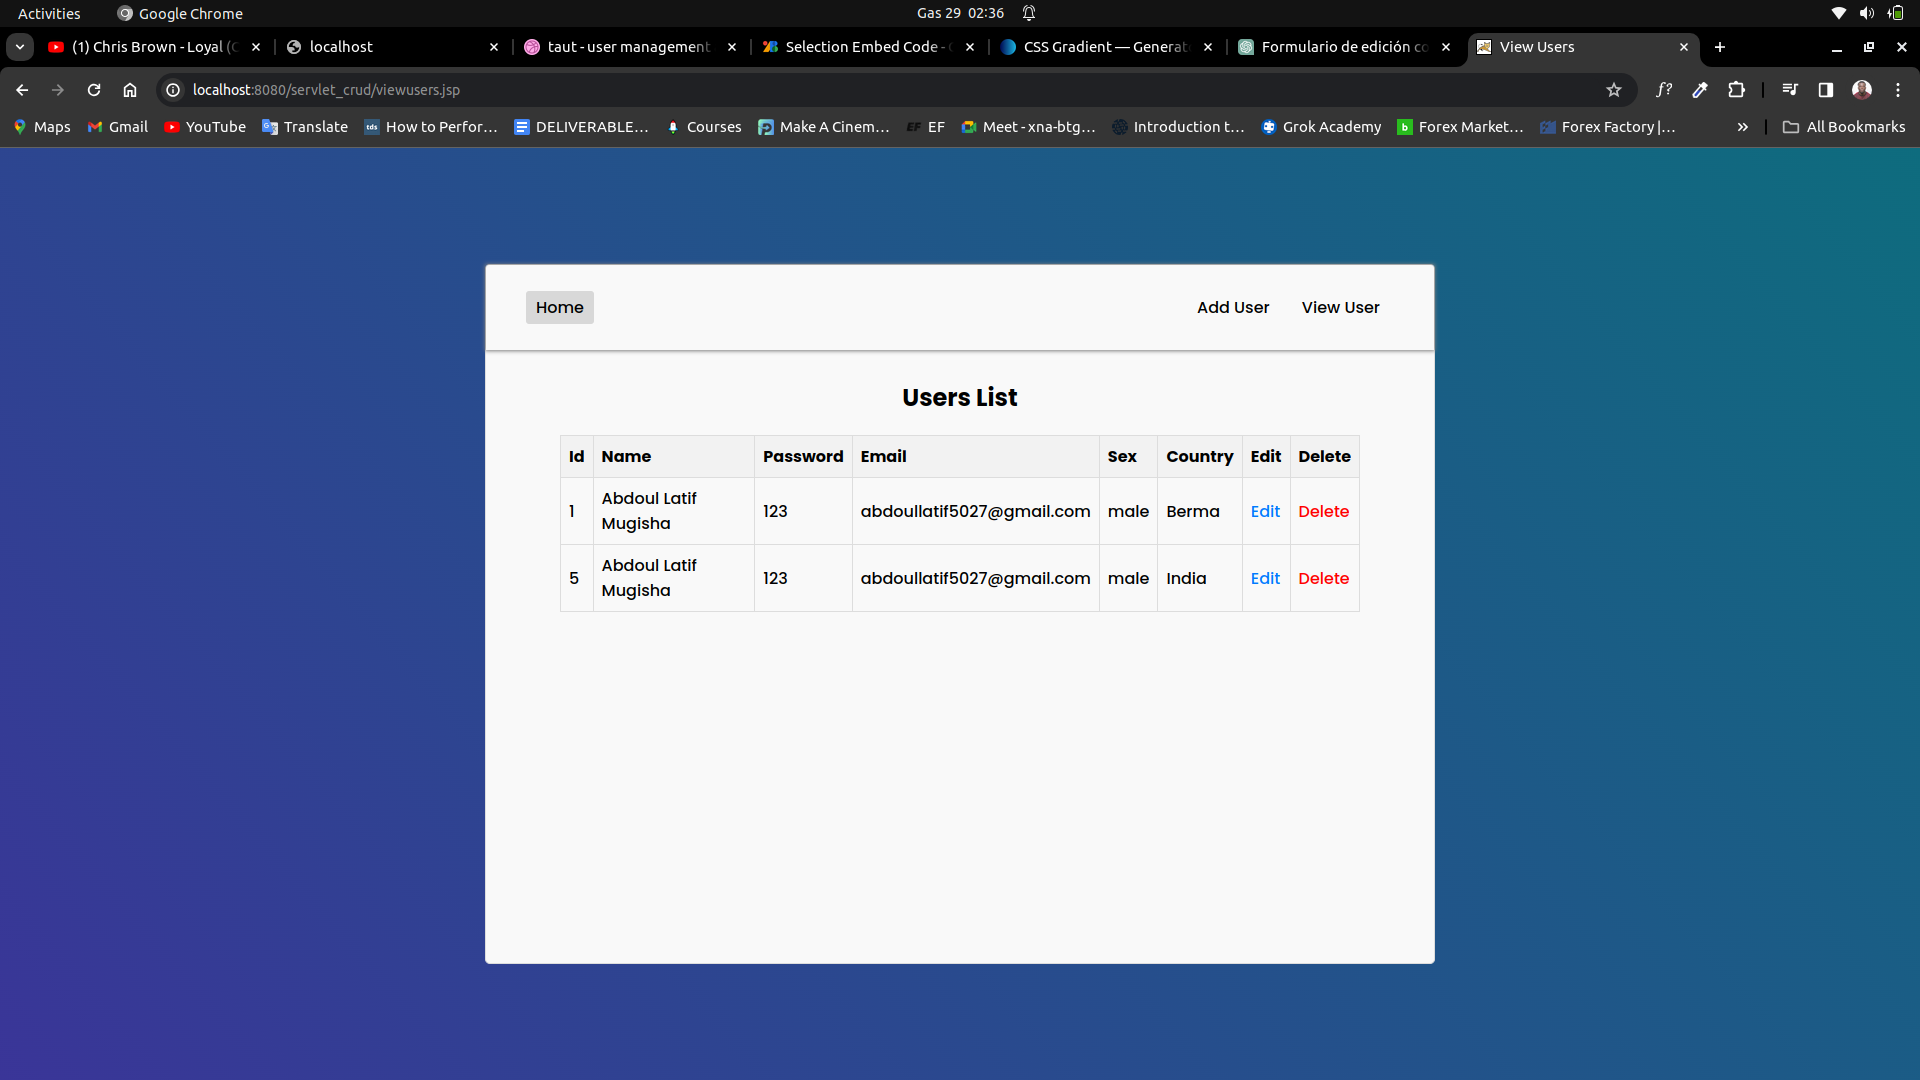 Activities Google Chrome Gas 29 02:36
(1) Chris Brown - Loyal ( localhost taut - user management Selection Embed Code - CSS Gradient — Generat Formulario de edición co View Users
localhost:8080/servlet_crud/viewusers.jsp f?
Maps Gmail YouTube Translate tds How to Perfor... DELIVERABLE... Courses Make A Cinem... EF EF Meet - xna-btg... Introduction t... Grok Academy b Forex Market... Forex Factory |... » All Bookmarks
Home Add User View User
Users List
Id Name Password Email Sex Country Edit Delete
1 Abdoul Latif Mugisha 123 abdoullatif5027@gmail.com male Berma Edit Delete
5 Abdoul Latif Mugisha 123 abdoullatif5027@gmail.com male India Edit Delete